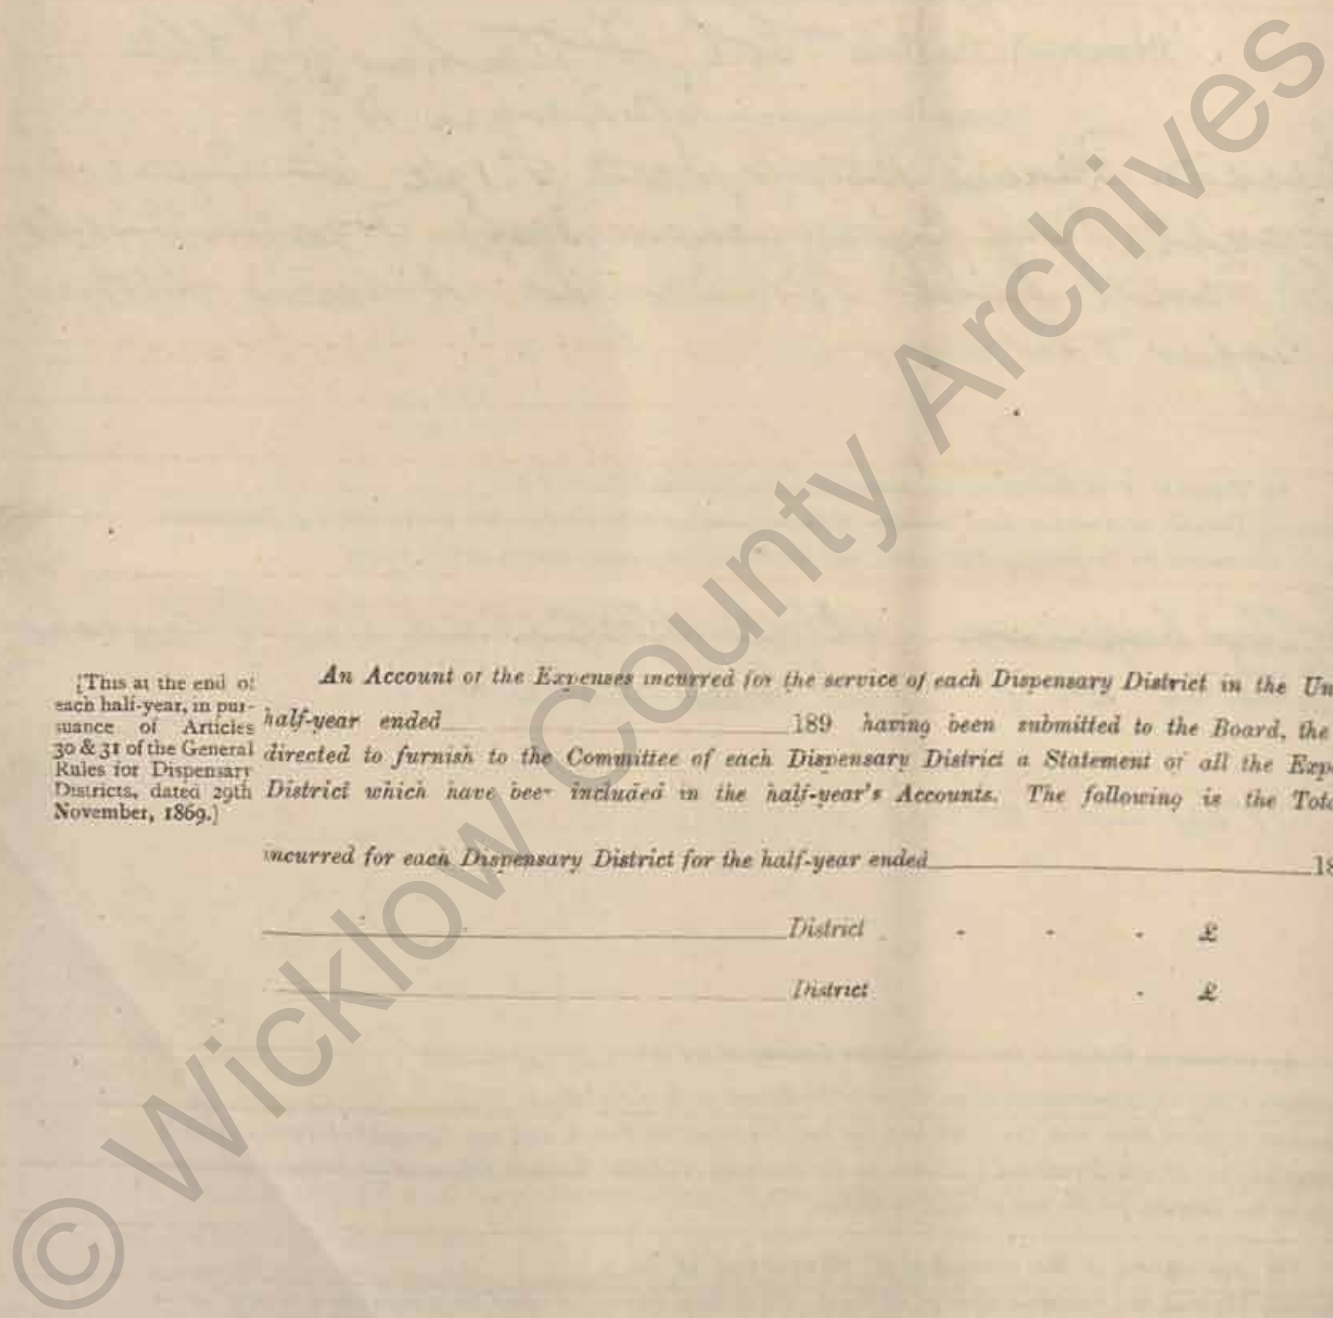 [This at the end of
each half-year, in pur-
suance of Articles
30 & 31 of the General
Rules for Dispensary
Districts, dated 29th
November, 1869.]
An Account of the Expenses incurred for the service of each Dispensary District in the Un
half-year ended 189 having been submitted to the Board, the
directed to furnish to the Committee of each Dispensary District a Statement of all the Exp
District which have been included in the half-year's Accounts. The following is the Tot
incurred for each Dispensary District for the half-year ended 18
District - - - £
District - £
© Wicklow County Archives